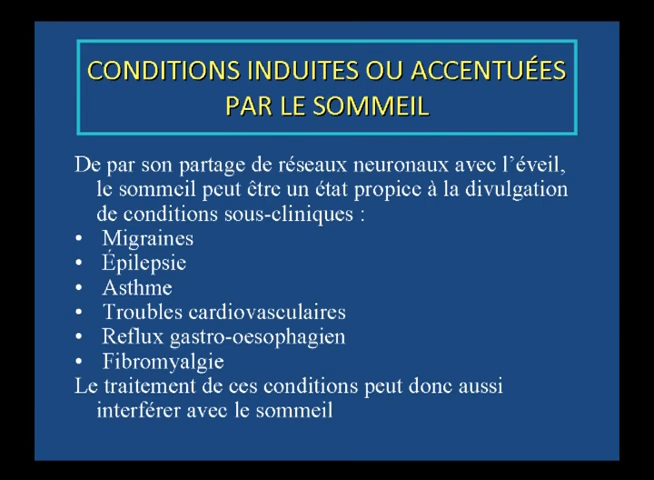 CONDITIONS INDUITES OU ACCENTUÉES
PAR LE SOMMEIL
De par son partage de réseaux neuronaux avec l'éveil,
le sommeil peut être un état propice à la divulgation
de conditions sous-cliniques :
• Migraines
• Épilepsie
• Asthme
• Troubles cardiovasculaires
• Reflux gastro-oesophagien
• Fibromyalgie
Le traitement de ces conditions peut donc aussi
interférer avec le sommeil